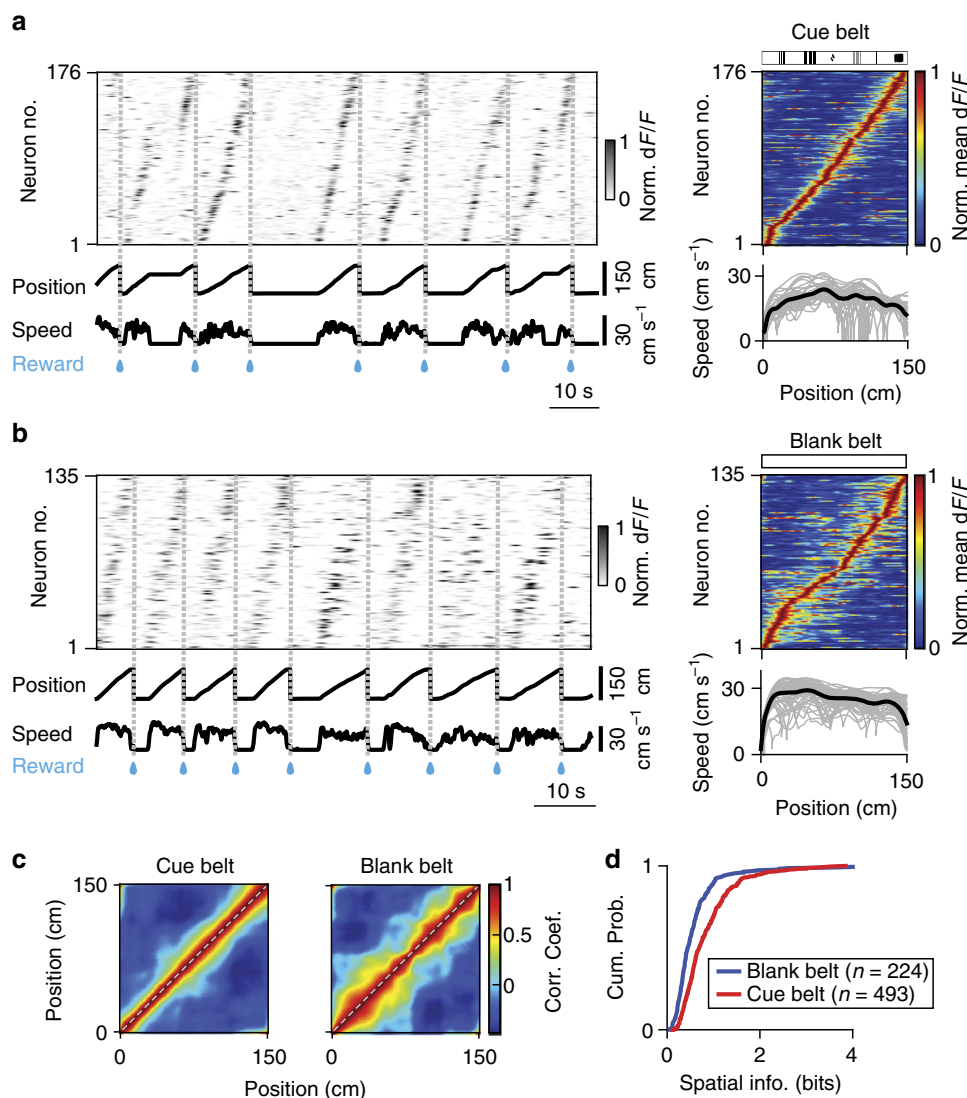 a
Cue belt
176
Neuron no.
1
1
0
Norm. dF/F
Position
150
cm
Speed
30
cm s⁻¹
Reward
10 s
176
Neuron no.
1
1
0
Norm. mean dF/F
Speed (cm s⁻¹)
30
0
0
150
Position (cm)
b
Blank belt
135
Neuron no.
1
1
0
Norm. dF/F
Position
150
cm
Speed
30
cm s⁻¹
Reward
10 s
135
Neuron no.
1
1
0
Norm. mean dF/F
Speed (cm s⁻¹)
30
0
0
150
Position (cm)
c
Cue belt
Blank belt
150
Position (cm)
0
0
150
0
150
Position (cm)
1
0.5
0
Corr. Coef.
d
1
Cum. Prob.
0
Blank belt (n = 224)
Cue belt (n = 493)
0
2
4
Spatial info. (bits)